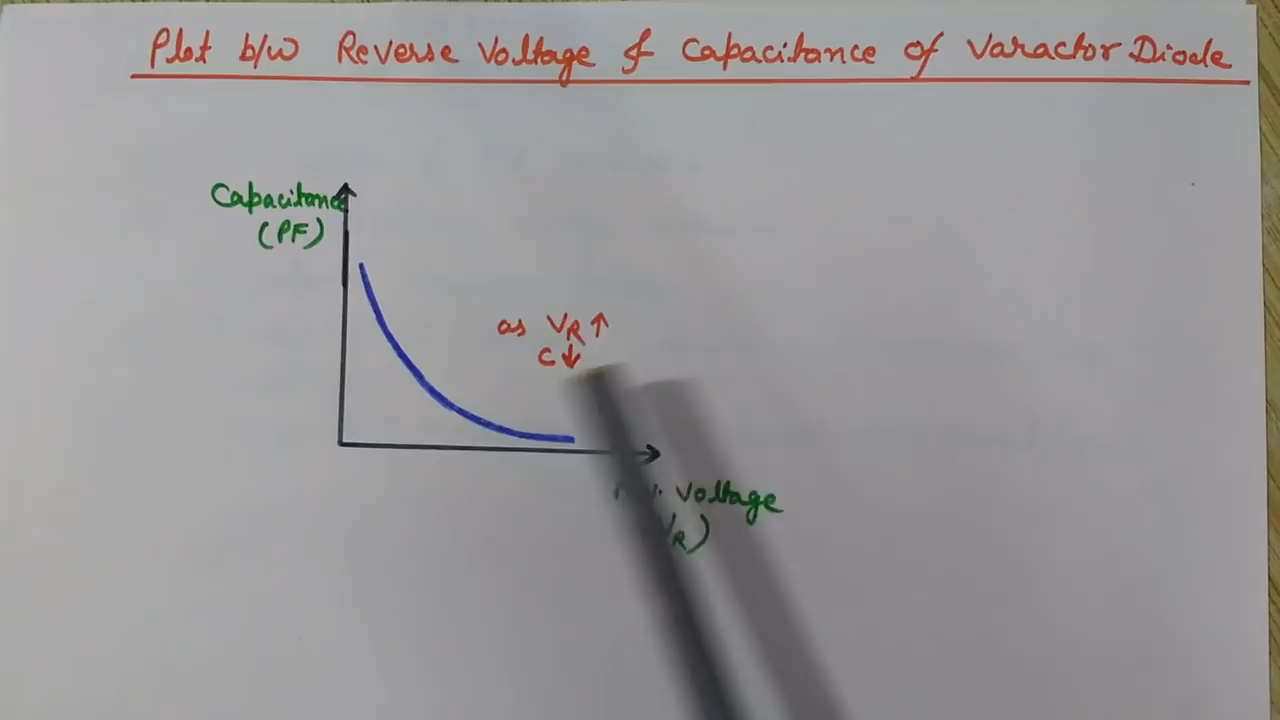 Plot b/w Reverse Voltage & Capacitance of Varactor Diode
Capacitance
(PF)
as VR ↑
C ↓
Voltage